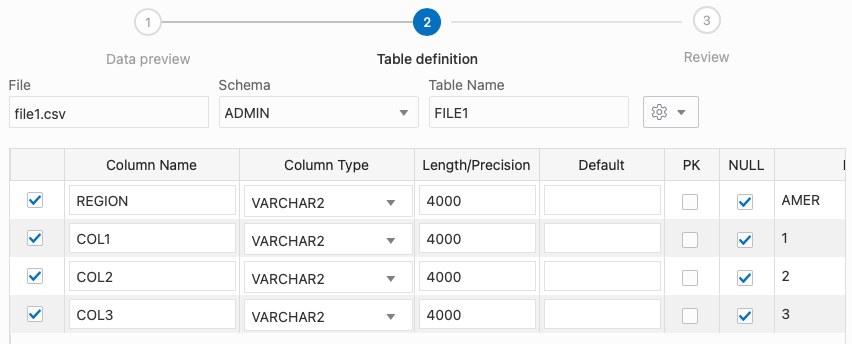 1 2 3
Data preview Table definition Review
File Schema Table Name
file1.csv ADMIN FILE1
Column Name Column Type Length/Precision Default PK NULL
REGION VARCHAR2 4000 AMER
COL1 VARCHAR2 4000 1
COL2 VARCHAR2 4000 2
COL3 VARCHAR2 4000 3